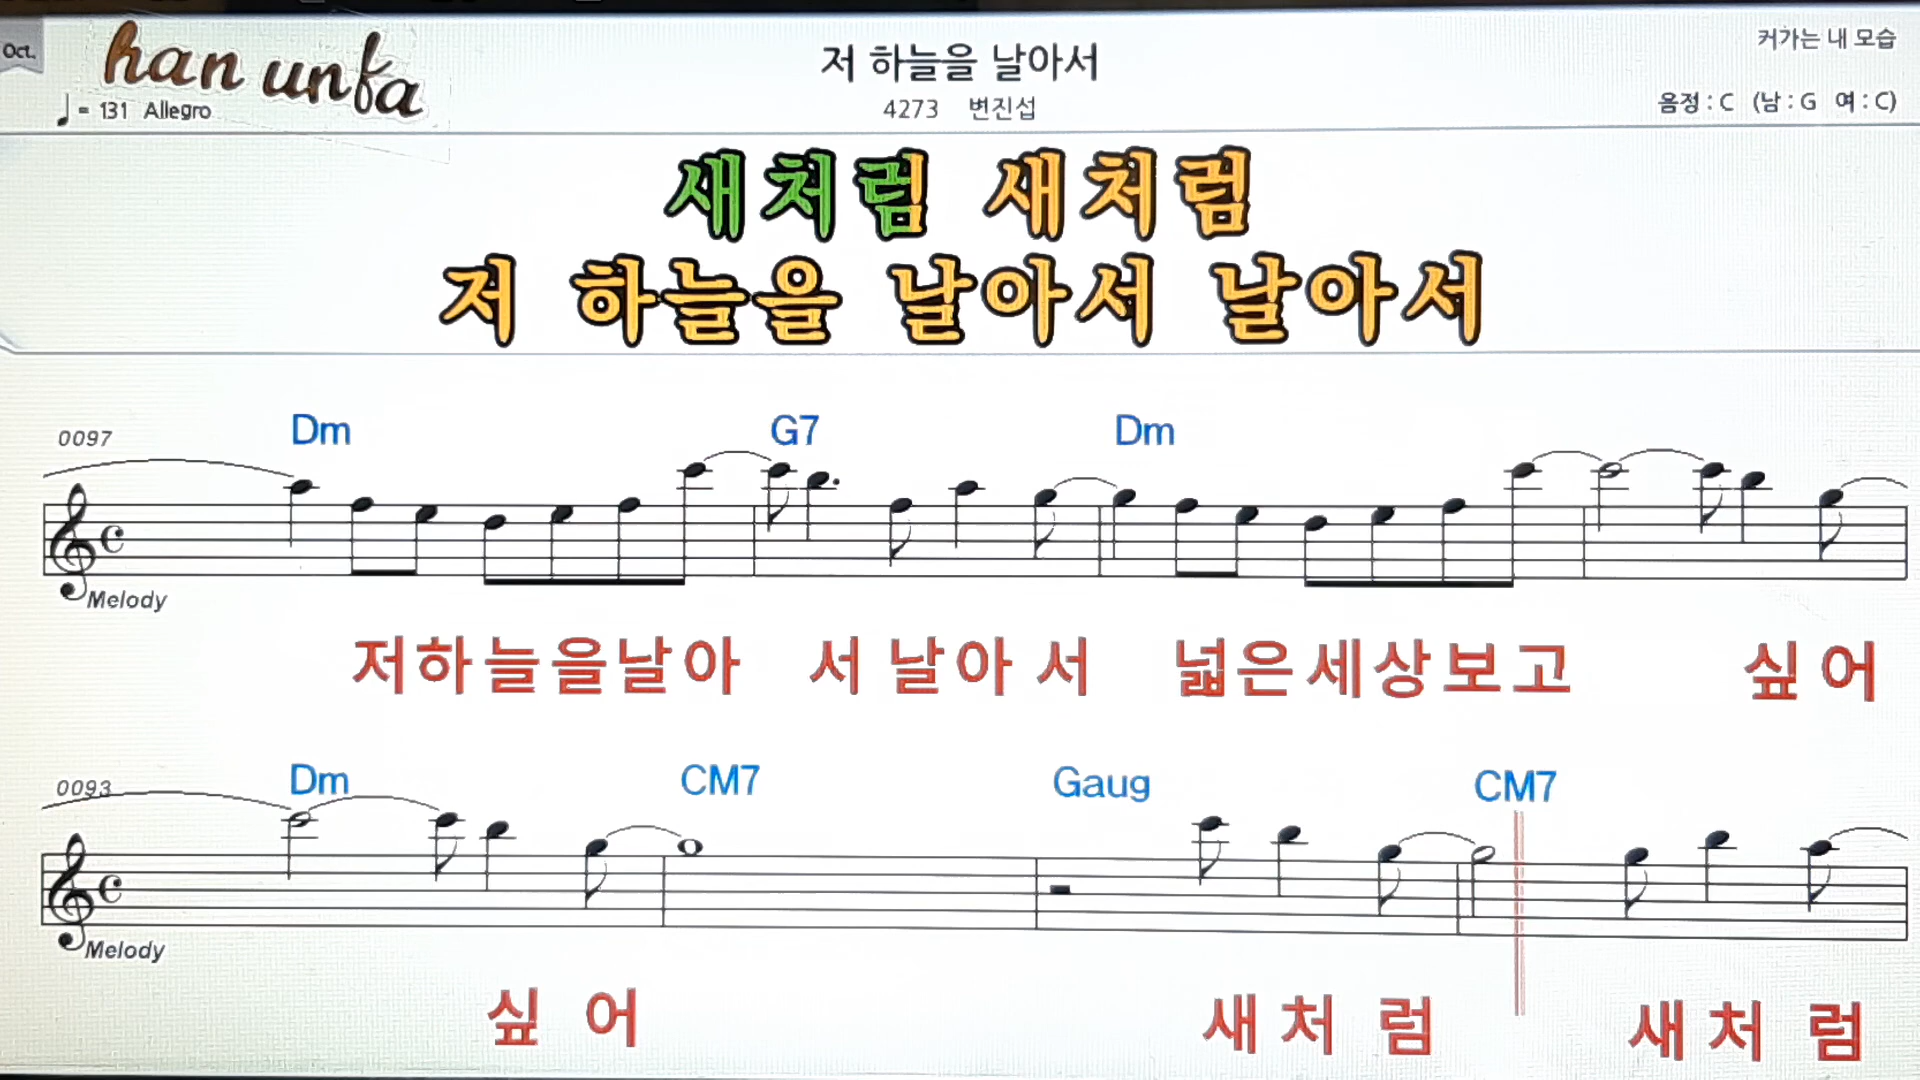 Oct.
han unfa
♩= 131 Allegro
저 하늘을 날아서
4273 변진섭
커가는 내 모습
음정 : C (남 : G 여 : C)
새처럼 새처럼
저 하늘을 날아서 날아서
0097
Dm G7 Dm
Melody
저하늘을날아 서 날아 서 넓은세상보고 싶 어
0093
Dm CM7 Gaug CM7
Melody
싶 어 새 처 럼 새 처 럼